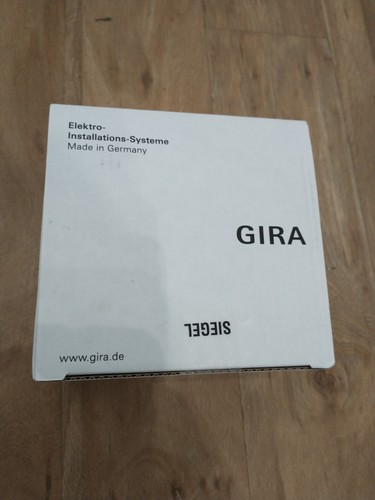 Elektro-
Installations-Systeme
Made in Germany
GIRA
SIEGEL
www.gira.de